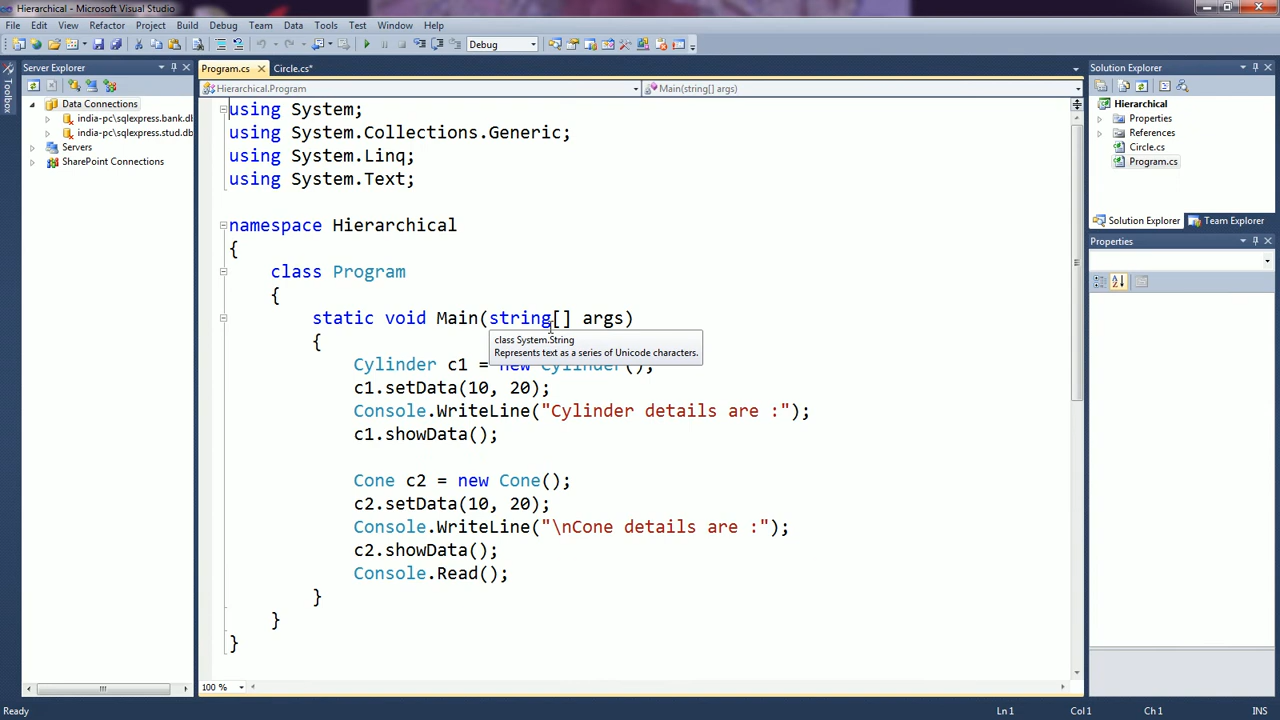 Hierarchical - Microsoft Visual Studio
File Edit View Refactor Project Build Debug Team Data Tools Test Window Help
Debug
Server Explorer
Toolbox
Data Connections
india-pc\sqlexpress.bank.db
india-pc\sqlexpress.stud.db
Servers
SharePoint Connections
Program.cs Circle.cs*
Hierarchical.Program Main(string[] args)
using System;
using System.Collections.Generic;
using System.Linq;
using System.Text;
namespace Hierarchical
{
class Program
{
static void Main(string[] args)
{
class System.String
Represents text as a series of Unicode characters.
Cylinder c1 = new Cylinder();
c1.setData(10, 20);
Console.WriteLine("Cylinder details are :");
c1.showData();
Cone c2 = new Cone();
c2.setData(10, 20);
Console.WriteLine("\nCone details are :");
c2.showData();
Console.Read();
}
}
}
100 %
Solution Explorer
Hierarchical
Properties
References
Circle.cs
Program.cs
Solution Explorer Team Explorer
Properties
Ready Ln 1 Col 1 Ch 1 INS